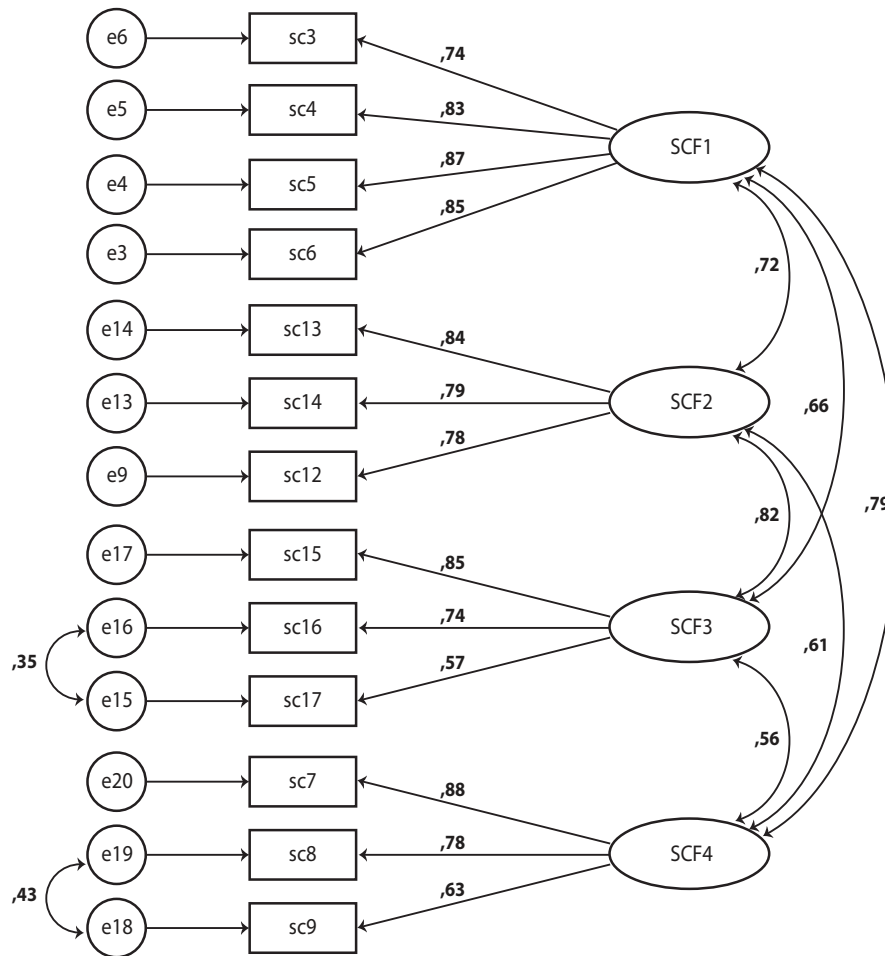 e6
sc3
,74
e5
sc4
,83
SCF1
e4
sc5
,87
e3
sc6
,85
,72
e14
sc13
,84
e13
sc14
,79
SCF2
,66
e9
sc12
,78
,79
,82
e17
sc15
,85
e16
sc16
,74
SCF3
,35
,61
e15
sc17
,57
,56
e20
sc7
,88
e19
sc8
,78
SCF4
,43
e18
sc9
,63